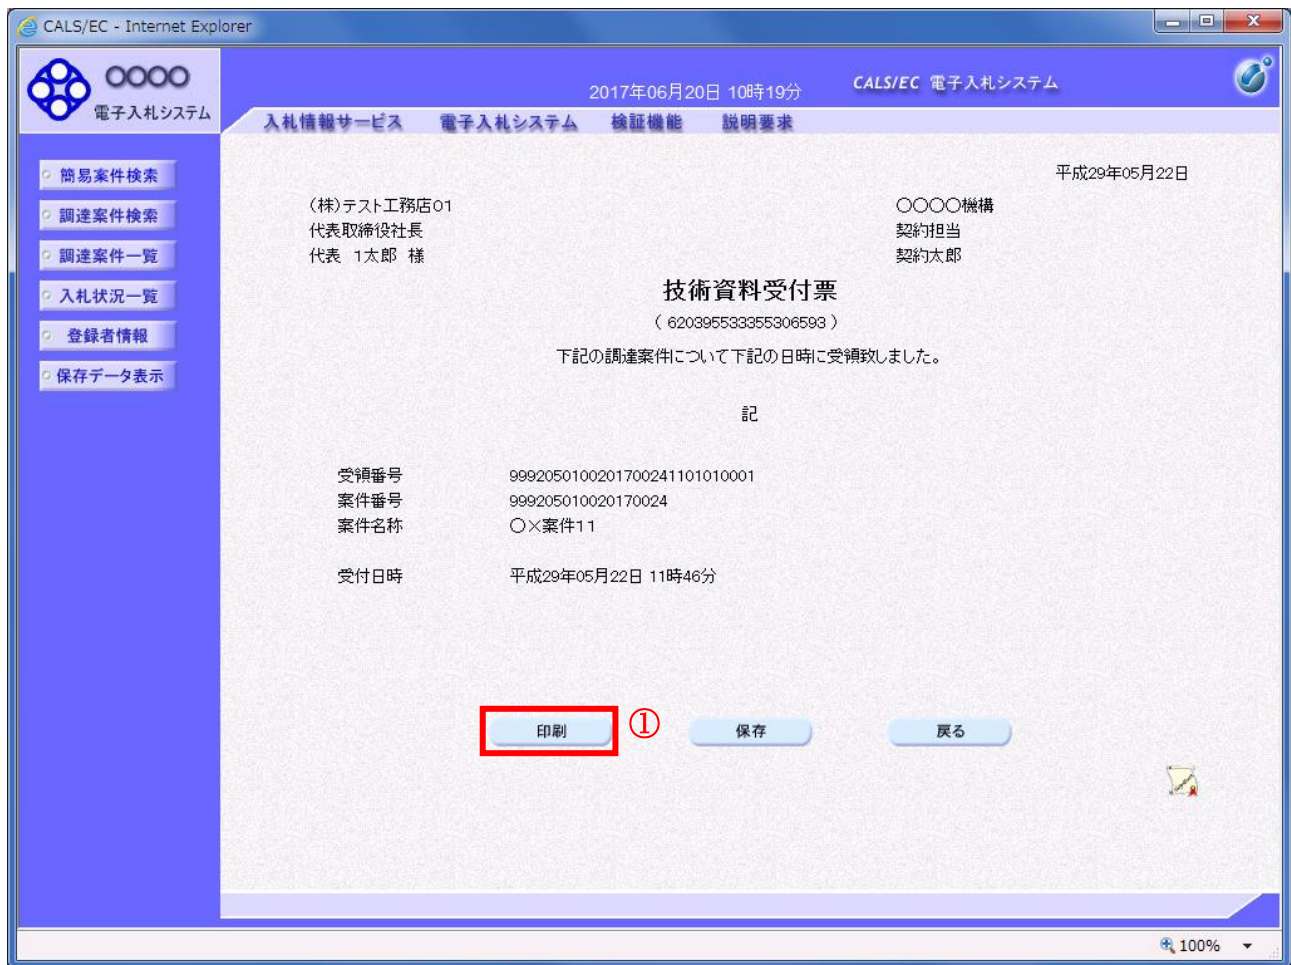 CALS/EC - Internet Explorer
〇〇〇〇
電子入札システム
2017年06月20日 10時19分
CALS/EC 電子入札システム
入札情報サービス 電子入札システム 検証機能 説明要求
簡易案件検索
調達案件検索
調達案件一覧
入札状況一覧
登録者情報
保存データ表示
平成29年05月22日
(株)テスト工務店01
代表取締役社長
代表 1太郎 様
〇〇〇〇機構
契約担当
契約太郎
技術資料受付票
( 620395533355306593 )
下記の調達案件について下記の日時に受領致しました。
記
受領番号 9992050100201700241101010001
案件番号 999205010020170024
案件名称 〇×案件11
受付日時 平成29年05月22日 11時46分
印刷 ① 保存 戻る
100%